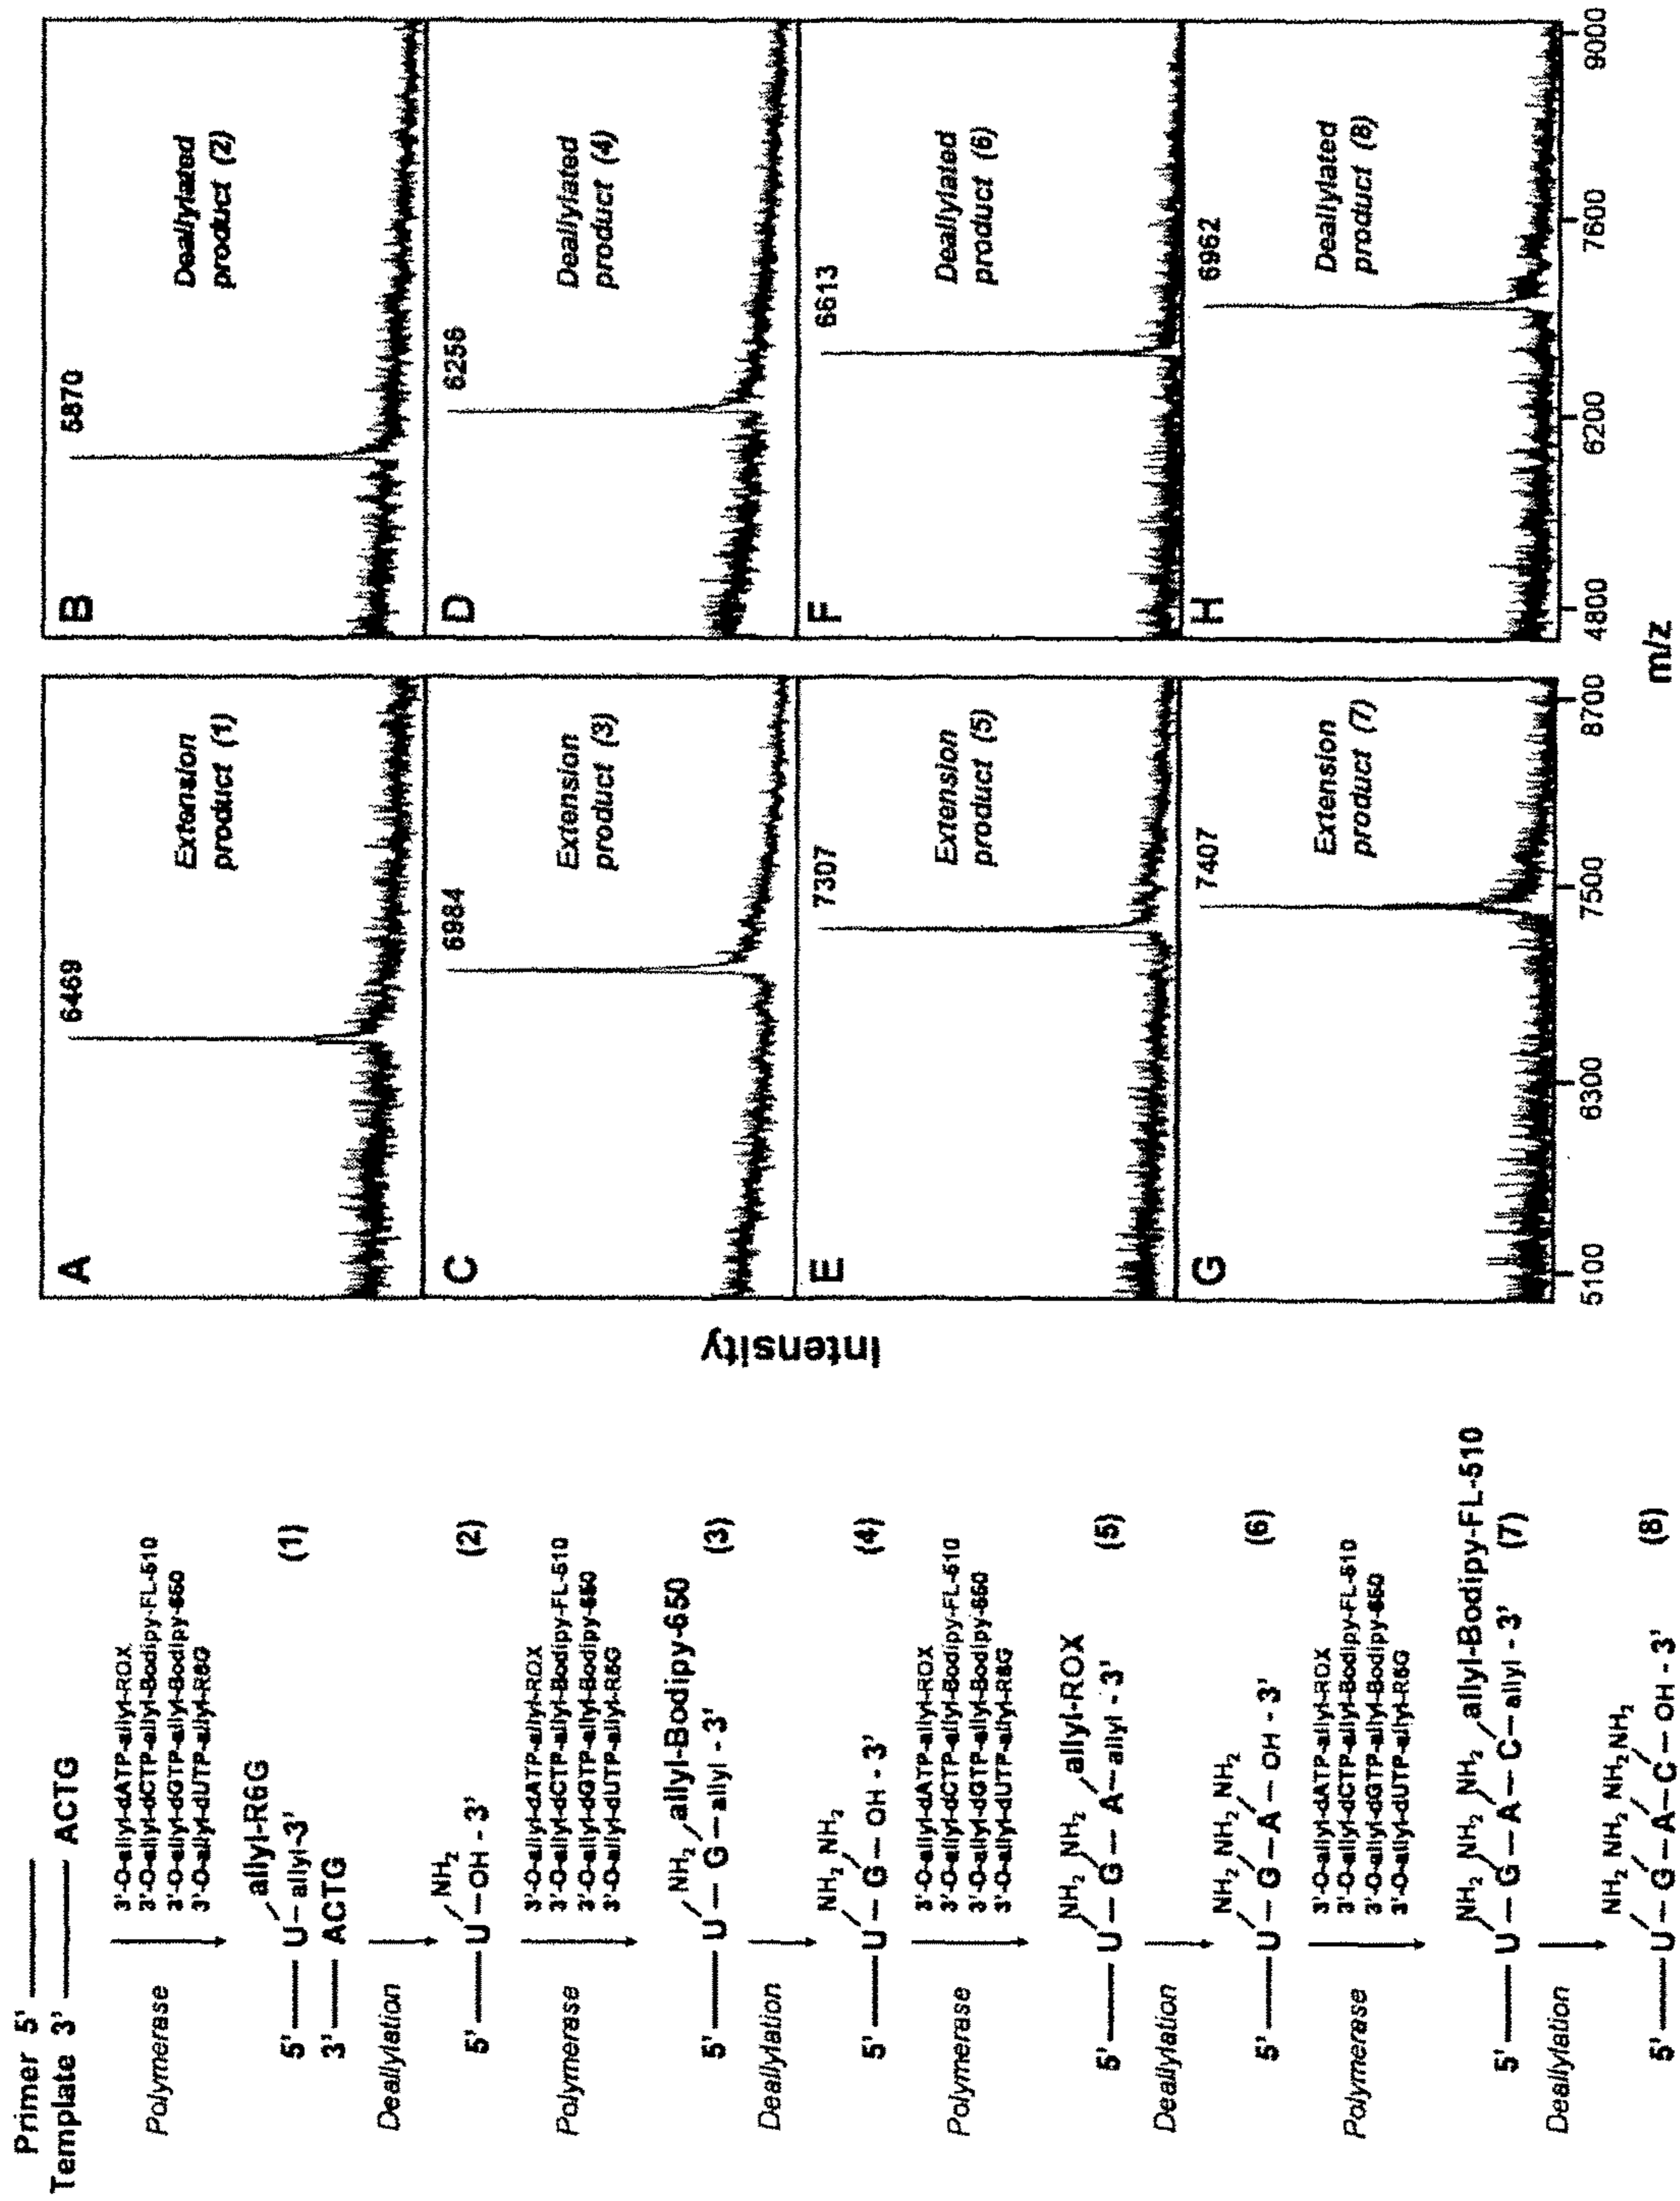 Primer 5'
Template 3' ACTG
Polymerase
3'-O-allyl-dATP-allyl-ROX
3'-O-allyl-dCTP-allyl-Bodipy-FL-510
3'-O-allyl-dGTP-allyl-Bodipy-650
3'-O-allyl-dUTP-allyl-R6G
allyl-R6G
5' U allyl-3' (1)
3' ACTG
Deallylation
NH2
5' U OH - 3' (2)
Polymerase
3'-O-allyl-dATP-allyl-ROX
3'-O-allyl-dCTP-allyl-Bodipy-FL-510
3'-O-allyl-dGTP-allyl-Bodipy-650
3'-O-allyl-dUTP-allyl-R6G
NH2 allyl-Bodipy-650
5' U G allyl - 3' (3)
Deallylation
NH2 NH2
5' U G OH - 3' (4)
Polymerase
3'-O-allyl-dATP-allyl-ROX
3'-O-allyl-dCTP-allyl-Bodipy-FL-510
3'-O-allyl-dGTP-allyl-Bodipy-650
3'-O-allyl-dUTP-allyl-R6G
NH2 NH2 allyl-ROX
5' U G A allyl - 3' (5)
Deallylation
NH2 NH2 NH2
5' U G A OH - 3' (6)
Polymerase
3'-O-allyl-dATP-allyl-ROX
3'-O-allyl-dCTP-allyl-Bodipy-FL-510
3'-O-allyl-dGTP-allyl-Bodipy-650
3'-O-allyl-dUTP-allyl-R6G
NH2 NH2 NH2 allyl-Bodipy-FL-510
5' U G A C allyl - 3' (7)
Deallylation
NH2 NH2 NH2 NH2
5' U G A C OH - 3' (8)
Intensity
A
6469
Extension
product (1)
B
5870
Deallylated
product (2)
C
6984
Extension
product (3)
D
6256
Deallylated
product (4)
E
7307
Extension
product (5)
F
6613
Deallylated
product (6)
G
7407
Extension
product (7)
H
6962
Deallylated
product (8)
5100 6300 7500 8700
4800 6200 7600 9000
m/z